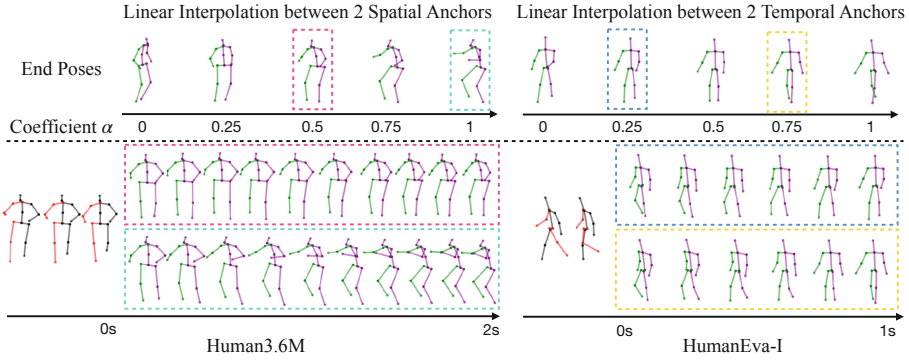 Linear Interpolation between 2 Spatial Anchors
Linear Interpolation between 2 Temporal Anchors
End Poses
Coefficient α
0 0.25 0.5 0.75 1
0 0.25 0.5 0.75 1
0s 2s
0s 1s
Human3.6M
HumanEva-I